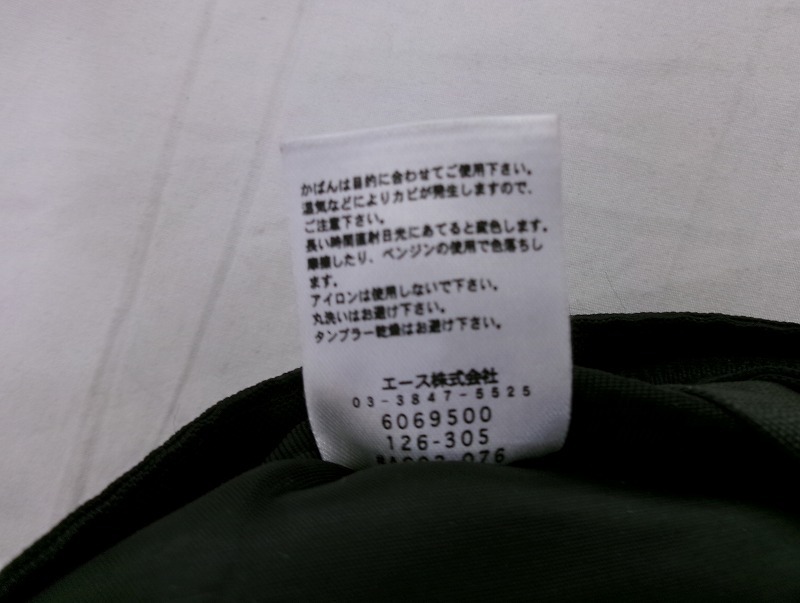 かばんは目的に合わせてご使用下さい。
湿気などによりカビが発生しますので、
ご注意下さい。
長い時間直射日光にあてると変色します。
摩擦したり、ベンジンの使用で色落ちし
ます。
アイロンは使用しないで下さい。
丸洗いはお避け下さい。
タンブラー乾燥はお避け下さい。
エース株式会社
03-3847-5525
6069500
126-305